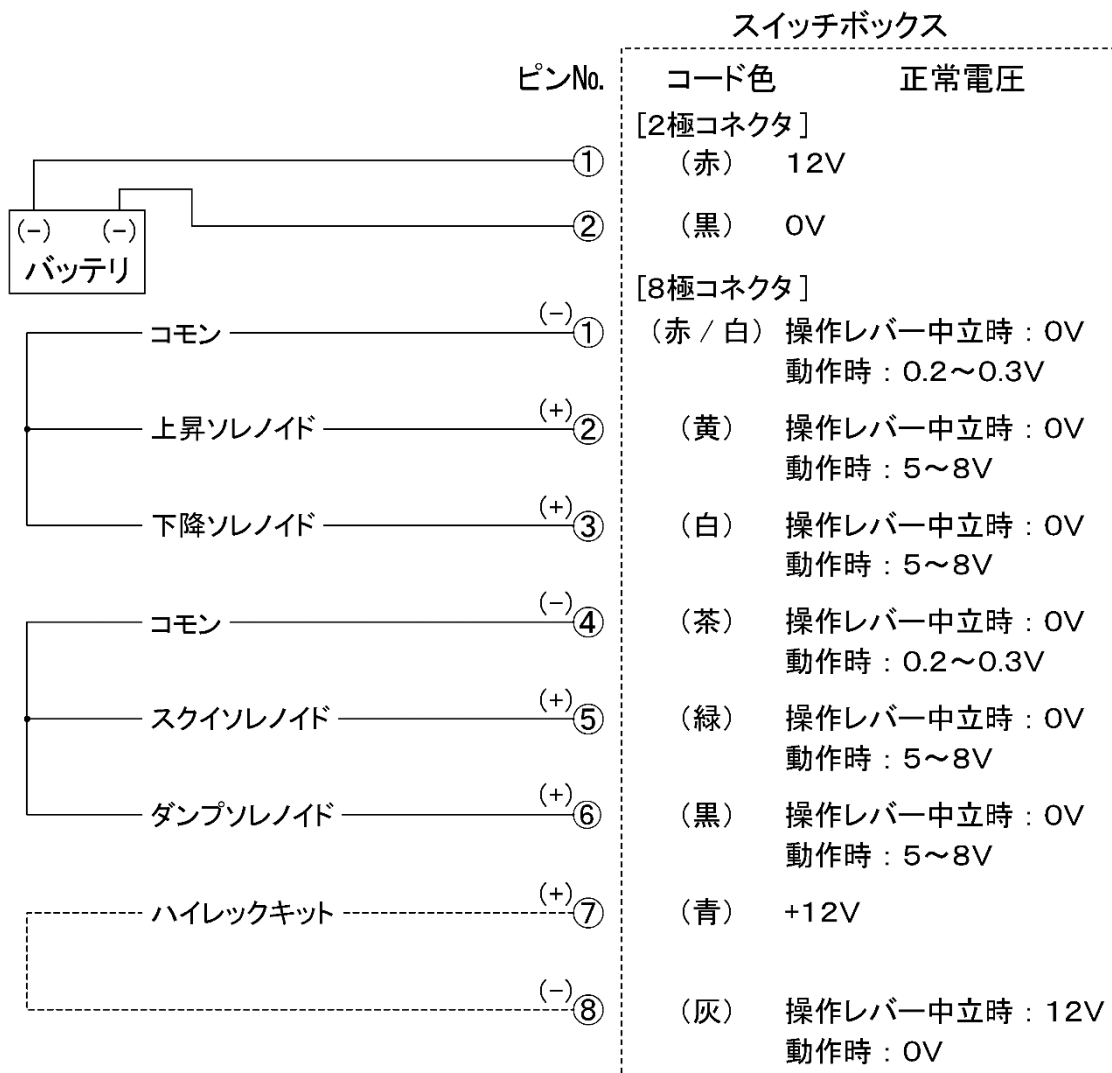 スイッチボックス
ピンNo. コード色 正常電圧
[2極コネクタ]
① (赤) 12V
② (黒) 0V
(-) (-)
バッテリ
[8極コネクタ]
コモン (-)① (赤/白) 操作レバー中立時:0V
動作時:0.2~0.3V
上昇ソレノイド (+)② (黄) 操作レバー中立時:0V
動作時:5~8V
下降ソレノイド (+)③ (白) 操作レバー中立時:0V
動作時:5~8V
コモン (-)④ (茶) 操作レバー中立時:0V
動作時:0.2~0.3V
スクイソレノイド (+)⑤ (緑) 操作レバー中立時:0V
動作時:5~8V
ダンプソレノイド (+)⑥ (黒) 操作レバー中立時:0V
動作時:5~8V
ハイレックキット (+)⑦ (青) +12V
(-)⑧ (灰) 操作レバー中立時:12V
動作時:0V